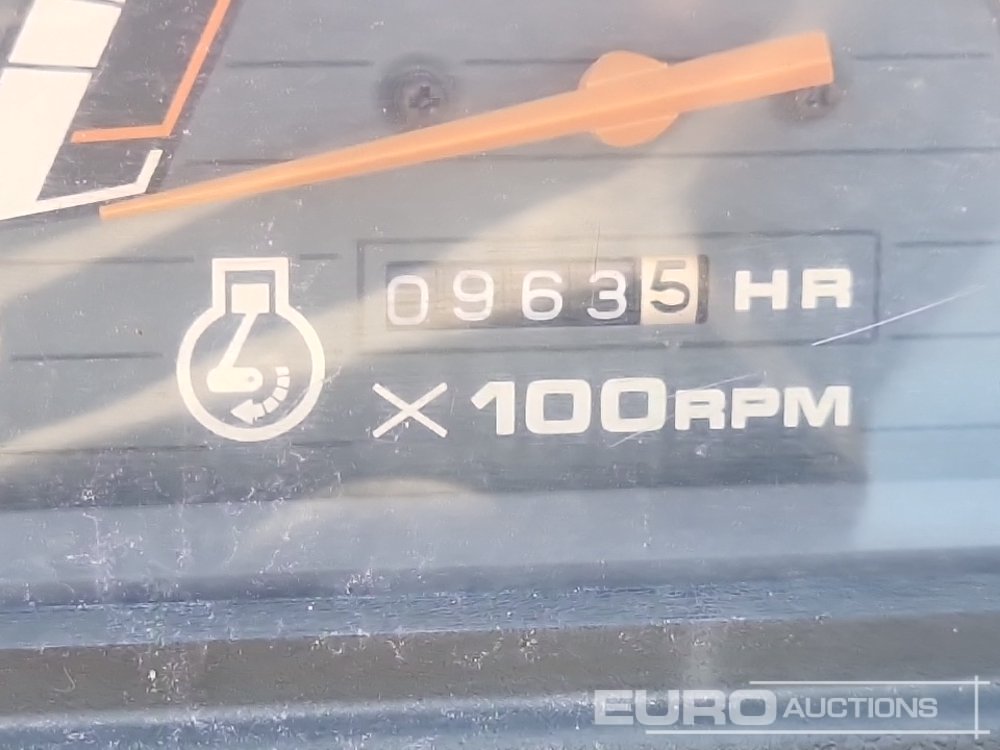 09635 HR
×100RPM
EURO AUCTIONS